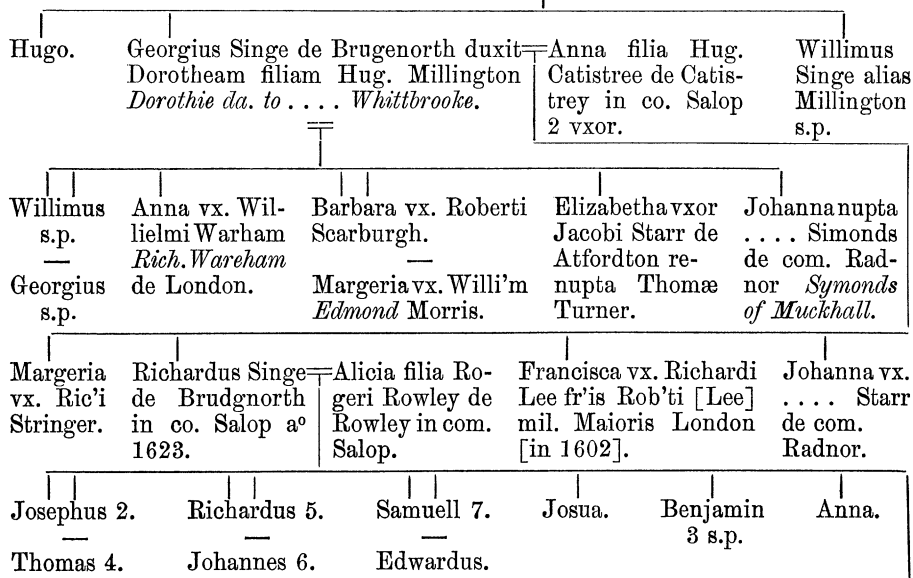 Hugo.
Georgius Singe de Brugenorth duxit
Dorotheam filiam Hug. Millington
Dorothie da. to . . . . Whittbrooke.
Anna filia Hug.
Catistree de Catis-
trey in co. Salop
2 vxor.
Willimus
Singe alias
Millington
s.p.
Willimus
s.p.
—
Georgius
s.p.
Anna vx. Wil-
lielmi Warham
Rich. Wareham
de London.
Barbara vx. Roberti
Scarburgh.
—
Margeria vx. Willi'm
Edmond Morris.
Elizabetha vxor
Jacobi Starr de
Atfordton re-
nupta Thomæ
Turner.
Johanna nupta
. . . . Simonds
de com. Rad-
nor Symonds
of Muckhall.
Margeria
vx. Ric'i
Stringer.
Richardus Singe
de Brudgnorth
in co. Salop aº
1623.
Alicia filia Ro-
geri Rowley de
Rowley in com.
Salop.
Francisca vx. Richardi
Lee fr'is Rob'ti [Lee]
mil. Maioris London
[in 1602].
Johanna vx.
. . . . Starr
de com.
Radnor.
Josephus 2.
—
Thomas 4.
Richardus 5.
—
Johannes 6.
Samuell 7.
—
Edwardus.
Josua.
Benjamin
3 s.p.
Anna.